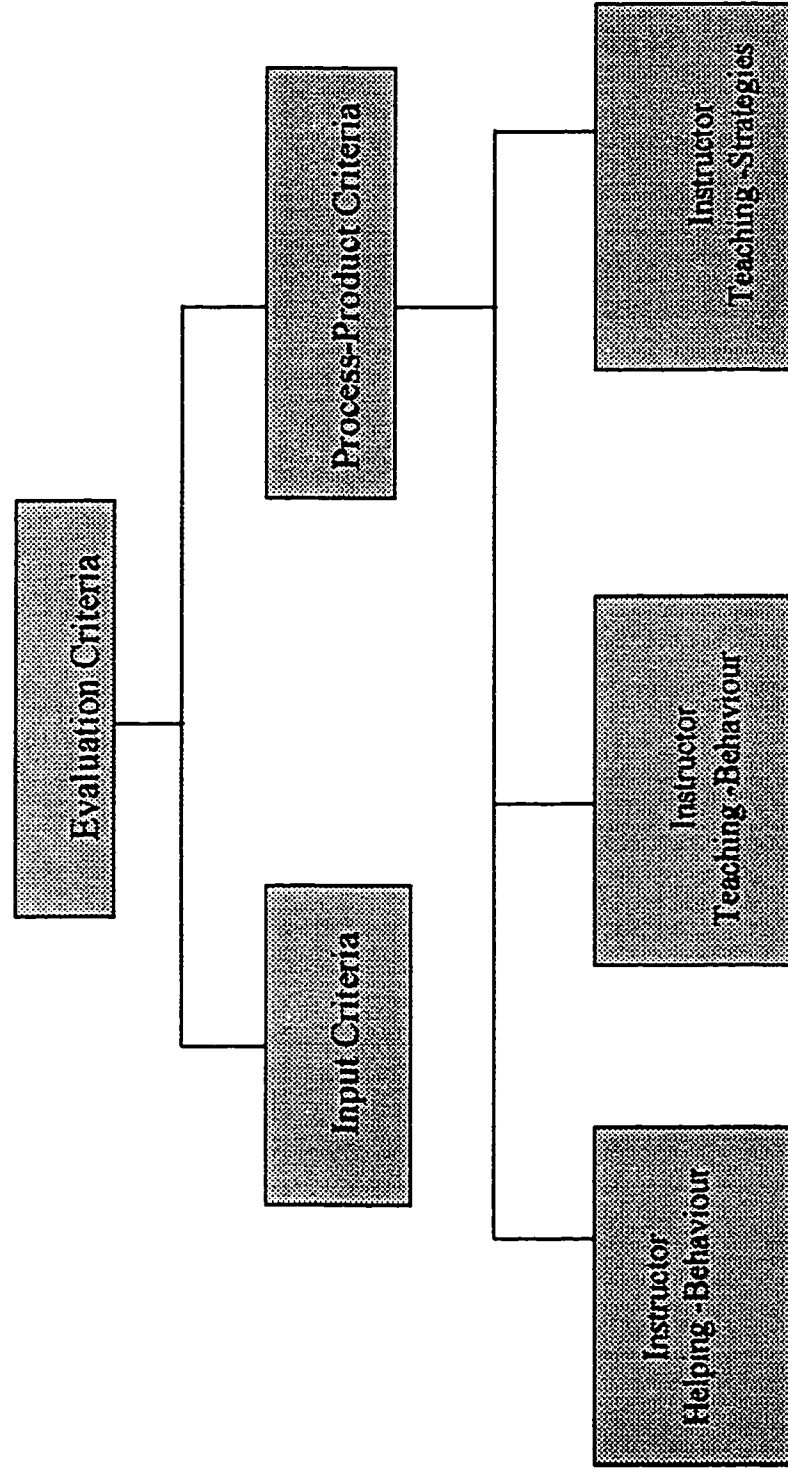 Evaluation Criteria
Input Criteria
Process-Product Criteria
Instructor
Helping -Behaviour
Instructor
Teaching -Behaviour
Instructor
Teaching -Strategies